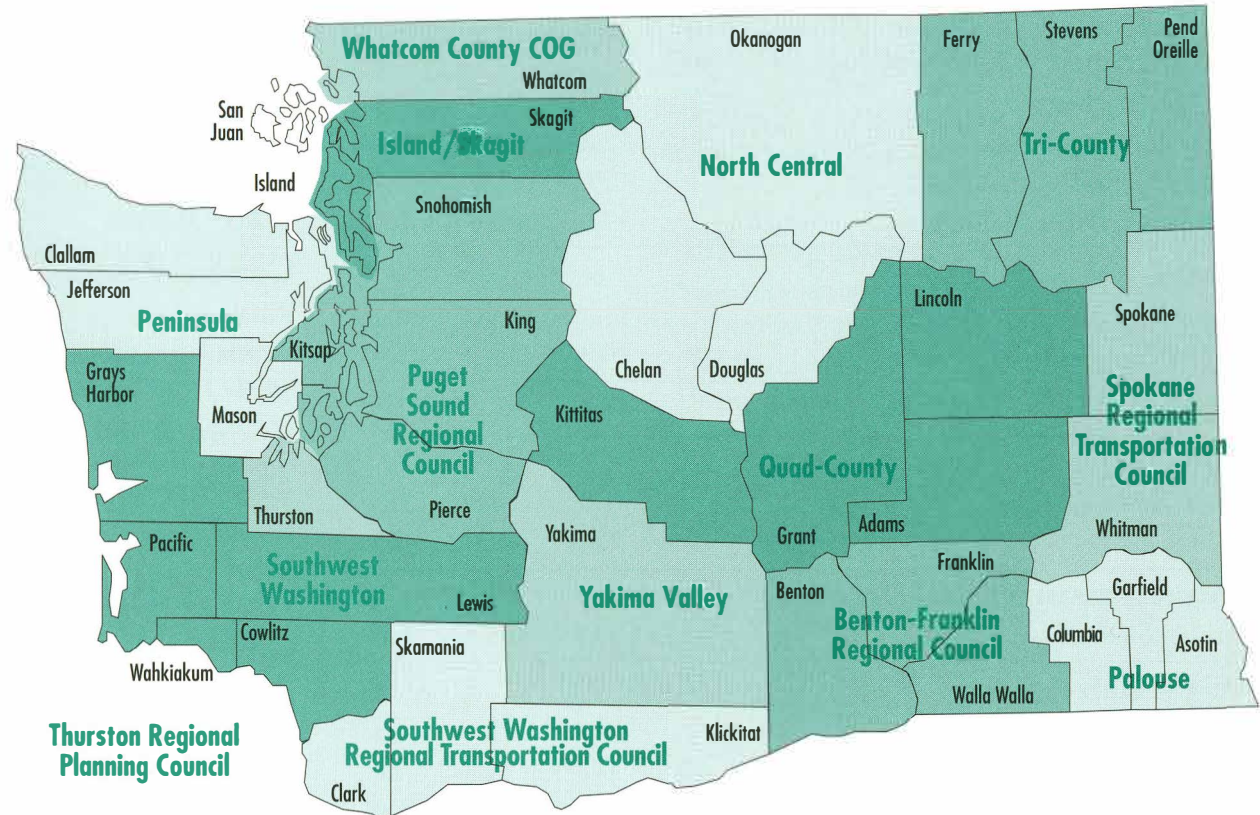 Whatcom County COG
Whatcom
Okanogan
Ferry
Stevens
Pend
Oreille
San
Juan
Skagit
Island/Skagit
Tri-County
North Central
Island
Snohomish
Clallam
Jefferson
Peninsula
King
Lincoln
Spokane
Kitsap
Grays
Harbor
Mason
Puget
Sound
Regional
Council
Chelan
Douglas
Kittitas
Spokane
Regional
Transportation
Council
Quad-County
Thurston
Pierce
Yakima
Grant
Adams
Whitman
Pacific
Southwest
Washington
Lewis
Yakima Valley
Benton
Franklin
Benton-Franklin
Regional Council
Garfield
Columbia
Asotin
Palouse
Walla Walla
Cowlitz
Skamania
Wahkiakum
Klickitat
Southwest Washington
Regional Transportation Council
Thurston Regional
Planning Council
Clark